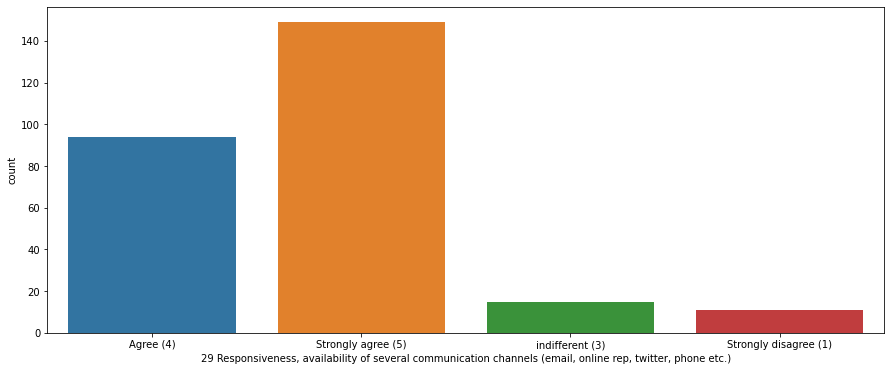 140
120
100
80
60
40
20
0
count
Agree (4)
Strongly agree (5)
indifferent (3)
Strongly disagree (1)
29 Responsiveness, availability of several communication channels (email, online rep, twitter, phone etc.)